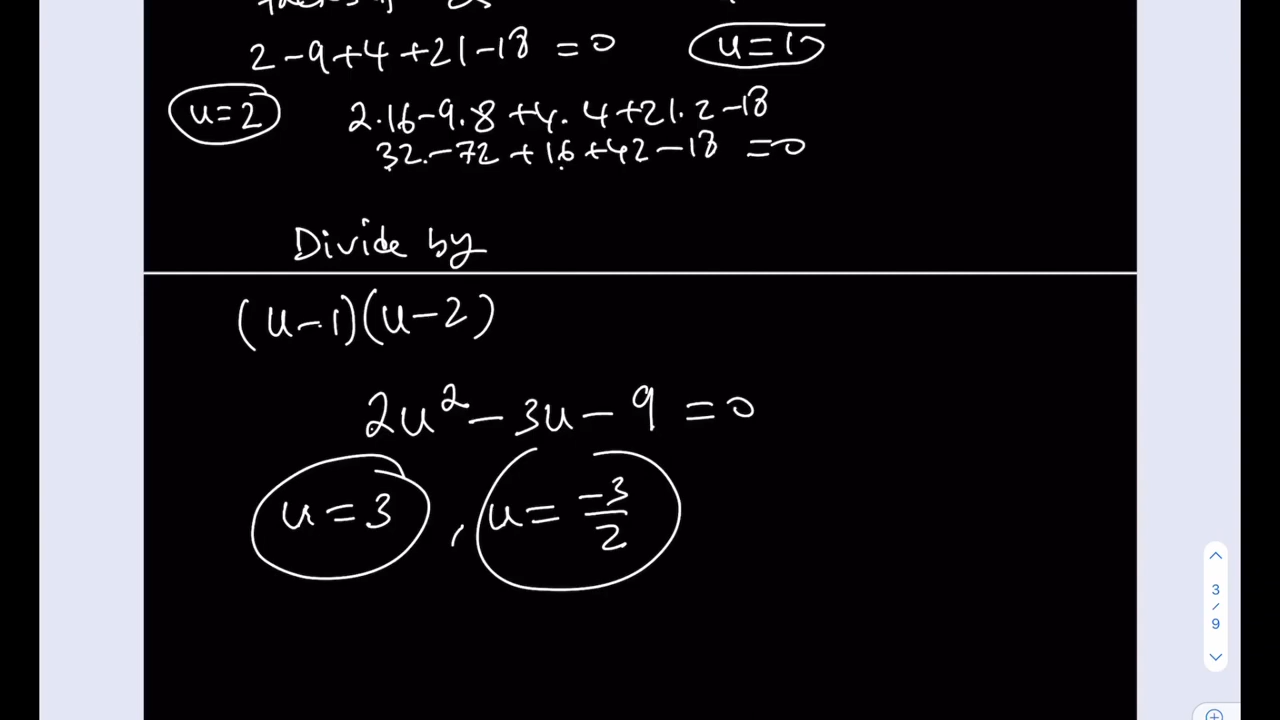 2-9+4+21-18=0 u=1
u=2 2·16-9·8+4·4+21·2-18
32-72+16+42-18=0
Divide by
(u-1)(u-2)
2u²-3u-9=0
u=3, u=-3/2
3
/
9